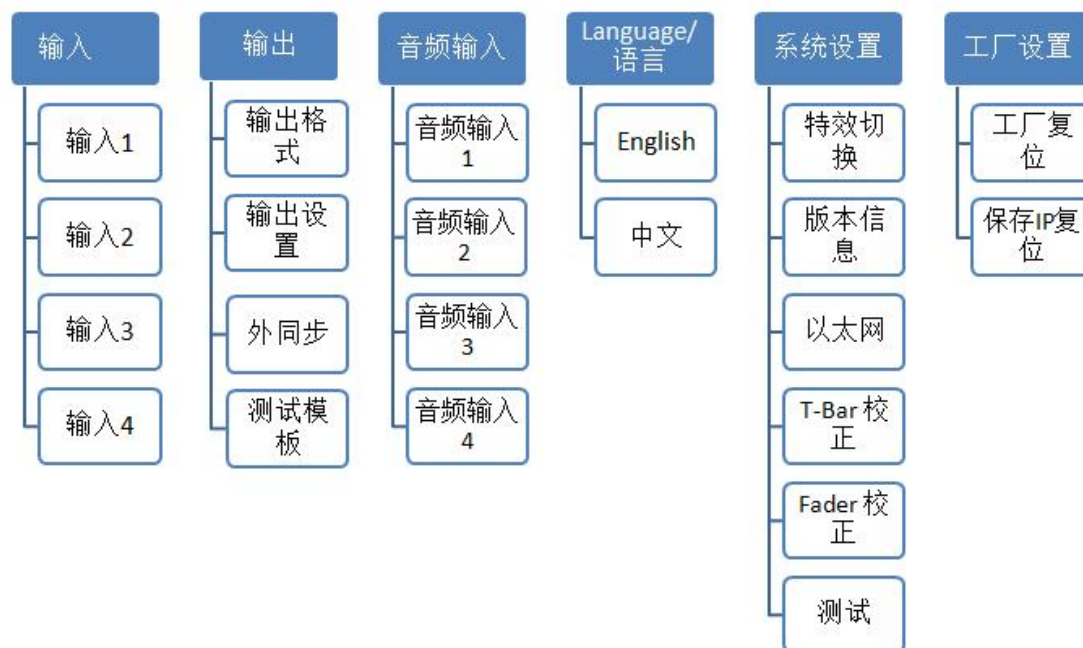 输入
输入1
输入2
输入3
输入4
输出
输出格
式
输出设
置
外同步
测试模
板
音频输入
音频输入
1
音频输入
2
音频输入
3
音频输入
4
Language/
语言
English
中文
系统设置
特效切
换
版本信
息
以太网
T-Bar 校
正
Fader 校
正
测试
工厂设置
工厂复
位
保存IP复
位